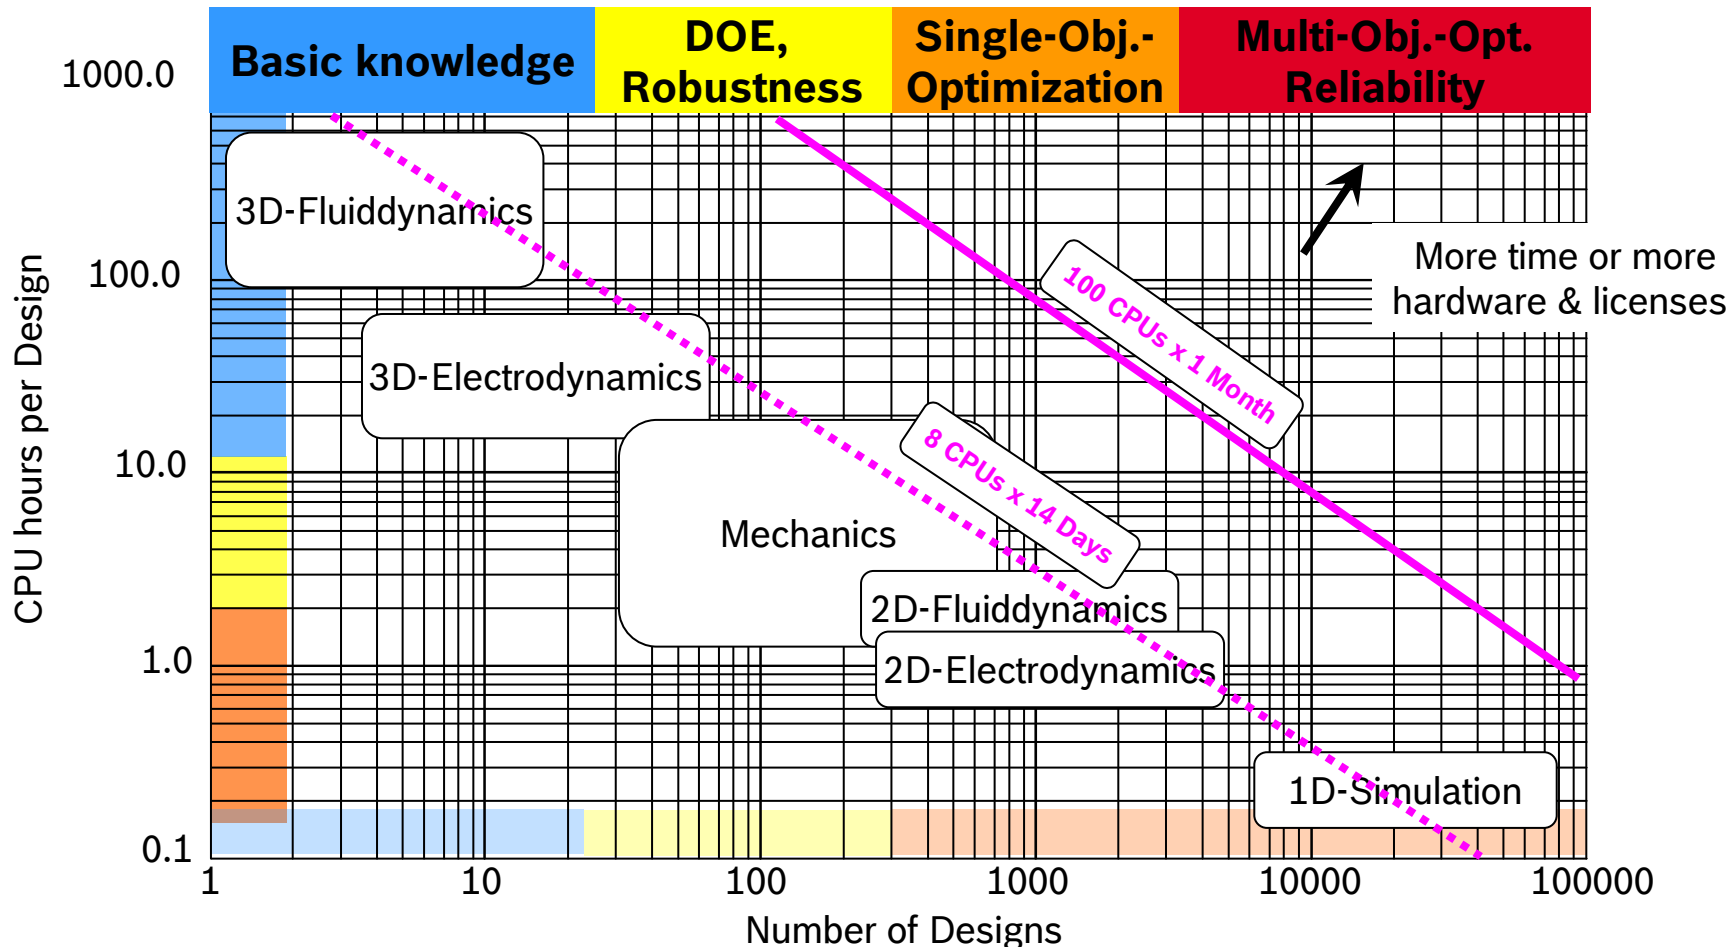 Basic knowledge
DOE,
Robustness
Single-Obj.-
Optimization
Multi-Obj.-Opt.
Reliability
1000.0
100.0
10.0
1.0
0.1
CPU hours per Design
3D-Fluiddynamics
More time or more
hardware & licenses
100 CPUs x 1 Month
3D-Electrodynamics
8 CPUs x 14 Days
Mechanics
2D-Fluiddynamics
2D-Electrodynamics
1D-Simulation
1
10
100
1000
10000
100000
Number of Designs